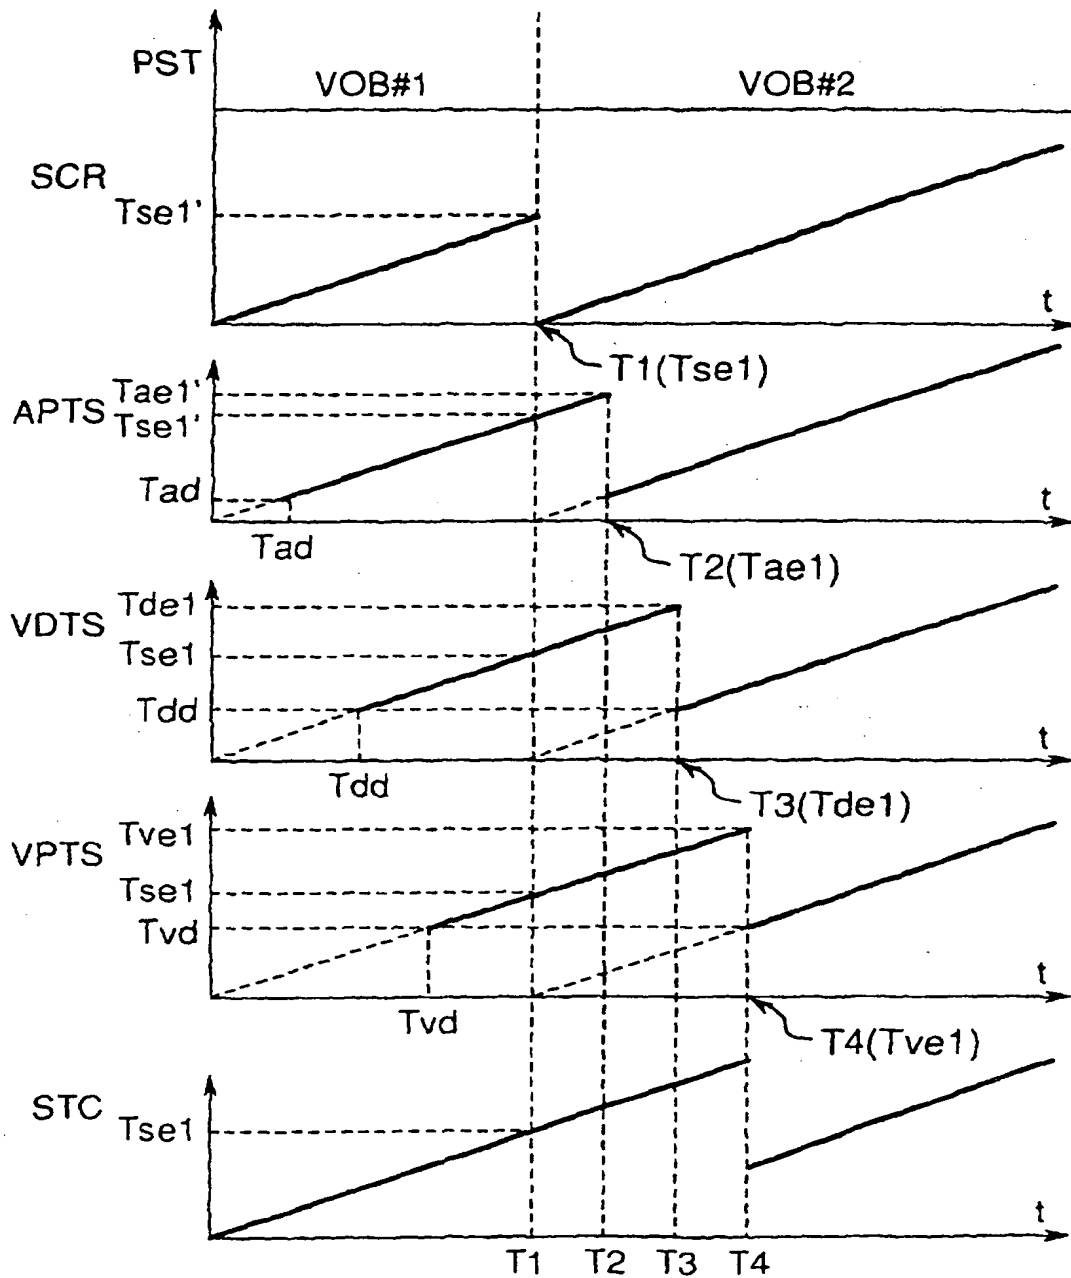 PST
VOB#1
VOB#2
SCR
Tse1'
t
T1(Tse1)
APTS
Tae1'
Tse1'
Tad
t
Tad
T2(Tae1)
VDTS
Tde1
Tse1
Tdd
t
Tdd
T3(Tde1)
VPTS
Tve1
Tse1
Tvd
t
Tvd
T4(Tve1)
STC
Tse1
t
T1 T2 T3 T4